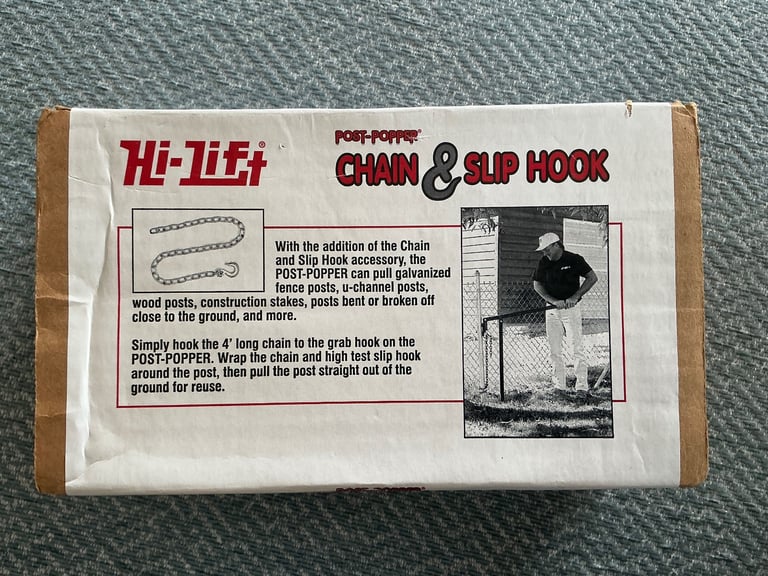 Hi-Lift®
POST-POPPER®
CHAIN & SLIP HOOK
With the addition of the Chain
and Slip Hook accessory, the
POST-POPPER can pull galvanized
fence posts, u-channel posts,
wood posts, construction stakes, posts bent or broken off
close to the ground, and more.
Simply hook the 4' long chain to the grab hook on the
POST-POPPER. Wrap the chain and high test slip hook
around the post, then pull the post straight out of the
ground for reuse.
POST-POPPER®